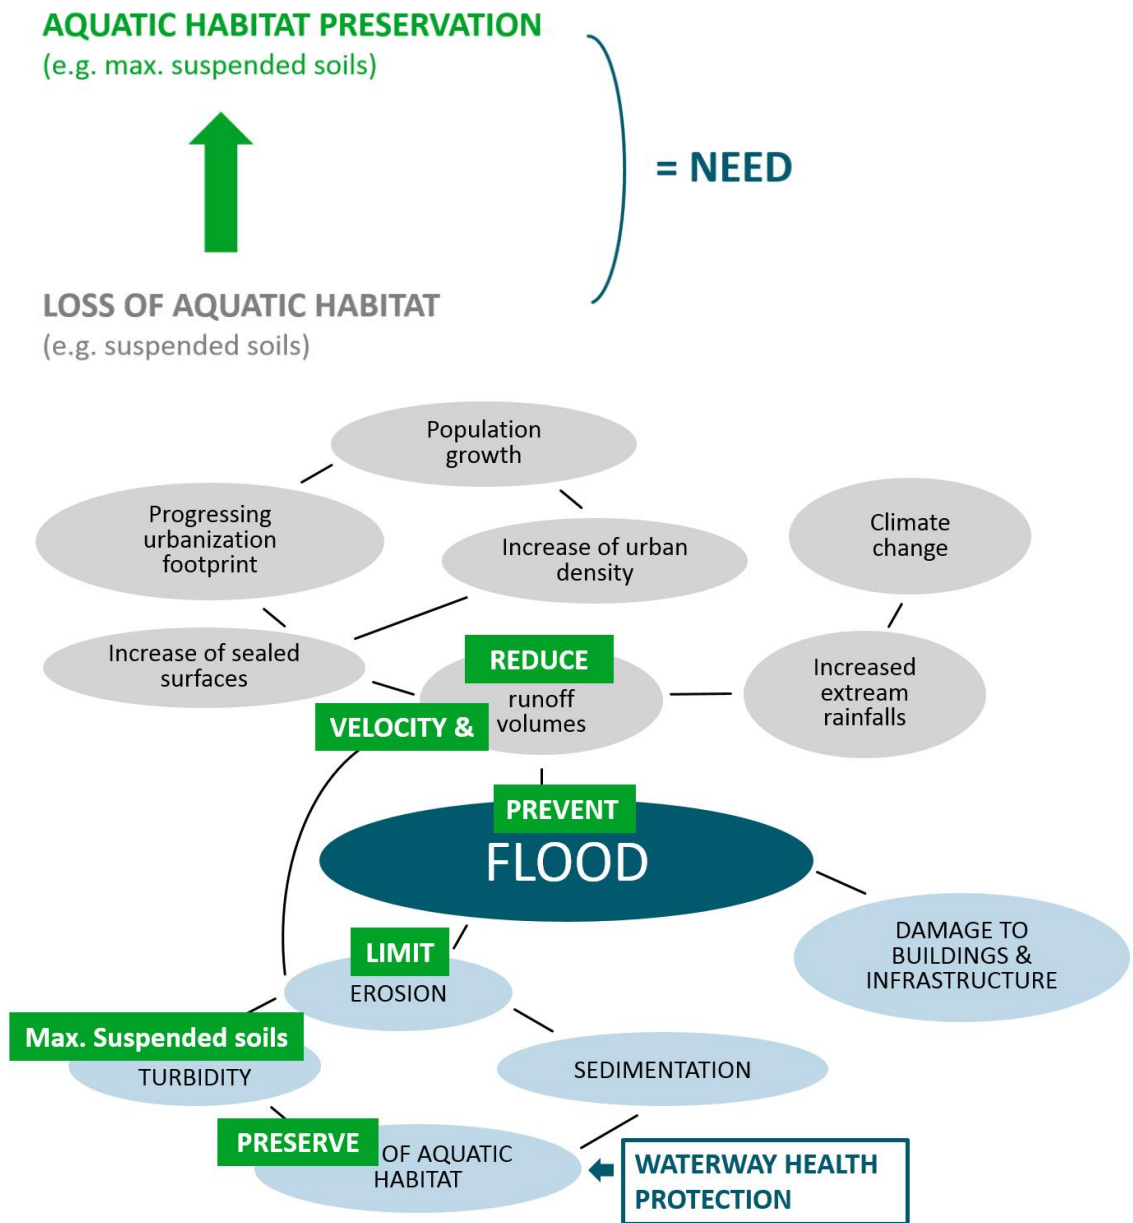 AQUATIC HABITAT PRESERVATION
(e.g. max. suspended soils)
= NEED
LOSS OF AQUATIC HABITAT
(e.g. suspended soils)
Population
growth
Progressing
urbanization
footprint
Increase of urban
density
Climate
change
Increase of sealed
surfaces
REDUCE
runoff
volumes
VELOCITY &
Increased
extream
rainfalls
PREVENT
FLOOD
DAMAGE TO
BUILDINGS &
INFRASTRUCTURE
LIMIT
EROSION
Max. Suspended soils
TURBIDITY
SEDIMENTATION
PRESERVE
OF AQUATIC
HABITAT
WATERWAY HEALTH
PROTECTION